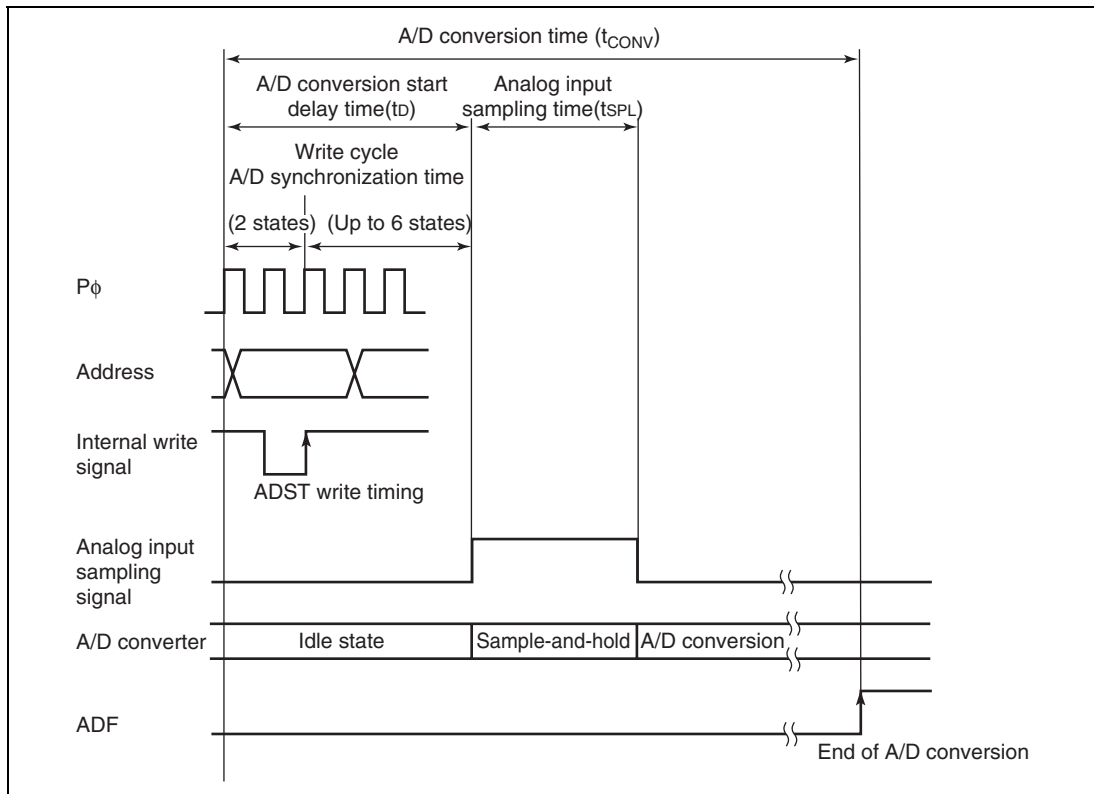 A/D conversion time (tCONV)
A/D conversion start
delay time(tD)
Analog input
sampling time(tSPL)
Write cycle
A/D synchronization time
(2 states)
(Up to 6 states)
Pϕ
Address
Internal write
signal
ADST write timing
Analog input
sampling
signal
A/D converter
Idle state
Sample-and-hold
A/D conversion
ADF
End of A/D conversion